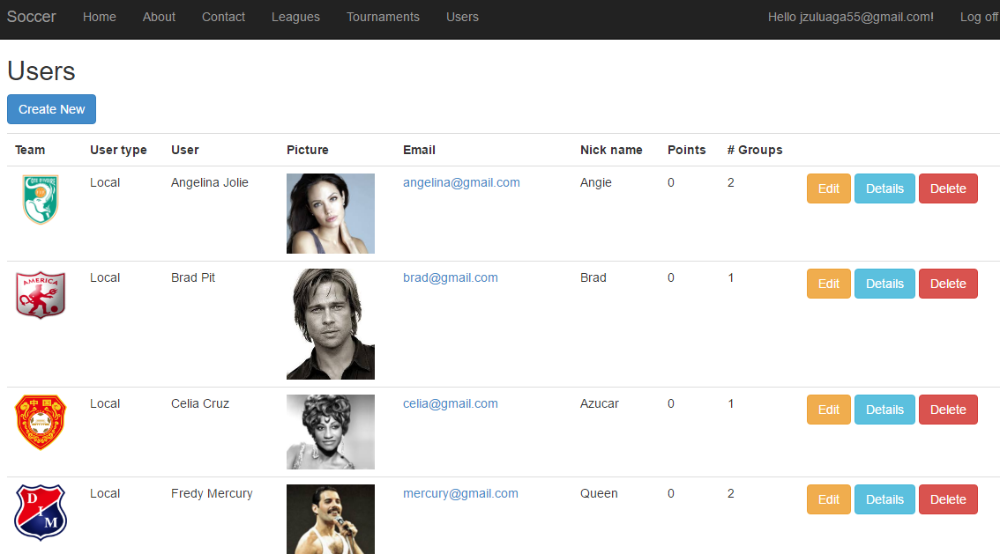 Soccer Home About Contact Leagues Tournaments Users Hello jzuluaga55@gmail.com! Log off
Users
Create New
Team User type User Picture Email Nick name Points # Groups
Local Angelina Jolie angelina@gmail.com Angie 0 2 Edit Details Delete
AMERICA
Local Brad Pit brad@gmail.com Brad 0 1 Edit Details Delete
中国
Local Celia Cruz celia@gmail.com Azucar 0 1 Edit Details Delete
Local Fredy Mercury mercury@gmail.com Queen 0 2 Edit Details Delete
D
I
M